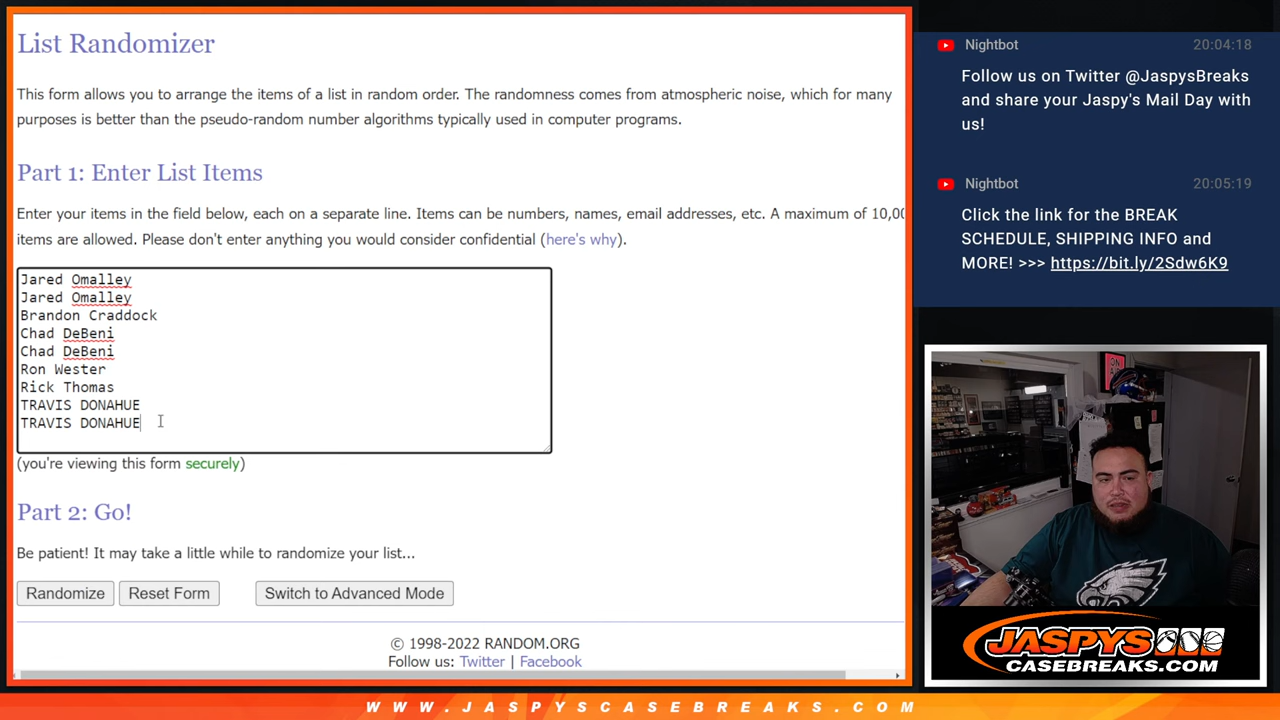 List Randomizer
This form allows you to arrange the items of a list in random order. The randomness comes from atmospheric noise, which for many
purposes is better than the pseudo-random number algorithms typically used in computer programs.
Part 1: Enter List Items
Enter your items in the field below, each on a separate line. Items can be numbers, names, email addresses, etc. A maximum of 10,00
items are allowed. Please don't enter anything you would consider confidential (here's why).
Jared Omalley
Jared Omalley
Brandon Craddock
Chad DeBeni
Chad DeBeni
Ron Wester
Rick Thomas
TRAVIS DONAHUE
TRAVIS DONAHUE
(you're viewing this form securely)
Part 2: Go!
Be patient! It may take a little while to randomize your list...
Randomize Reset Form Switch to Advanced Mode
© 1998-2022 RANDOM.ORG
Follow us: Twitter | Facebook
Nightbot 20:04:18
Follow us on Twitter @JaspysBreaks
and share your Jaspy's Mail Day with
us!
Nightbot 20:05:19
Click the link for the BREAK
SCHEDULE, SHIPPING INFO and
MORE! >>> https://bit.ly/2Sdw6K9
JASPYS
CASEBREAKS.COM
WWW.JASPYSCASEBREAKS.COM